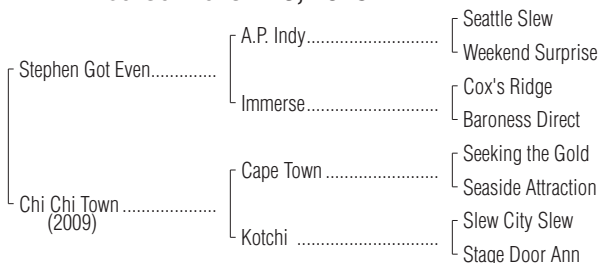 Seattle Slew
A.P. Indy
Weekend Surprise
Stephen Got Even
Cox's Ridge
Immerse
Baroness Direct
Seeking the Gold
Cape Town
Seaside Attraction
Chi Chi Town
(2009)
Slew City Slew
Kotchi
Stage Door Ann